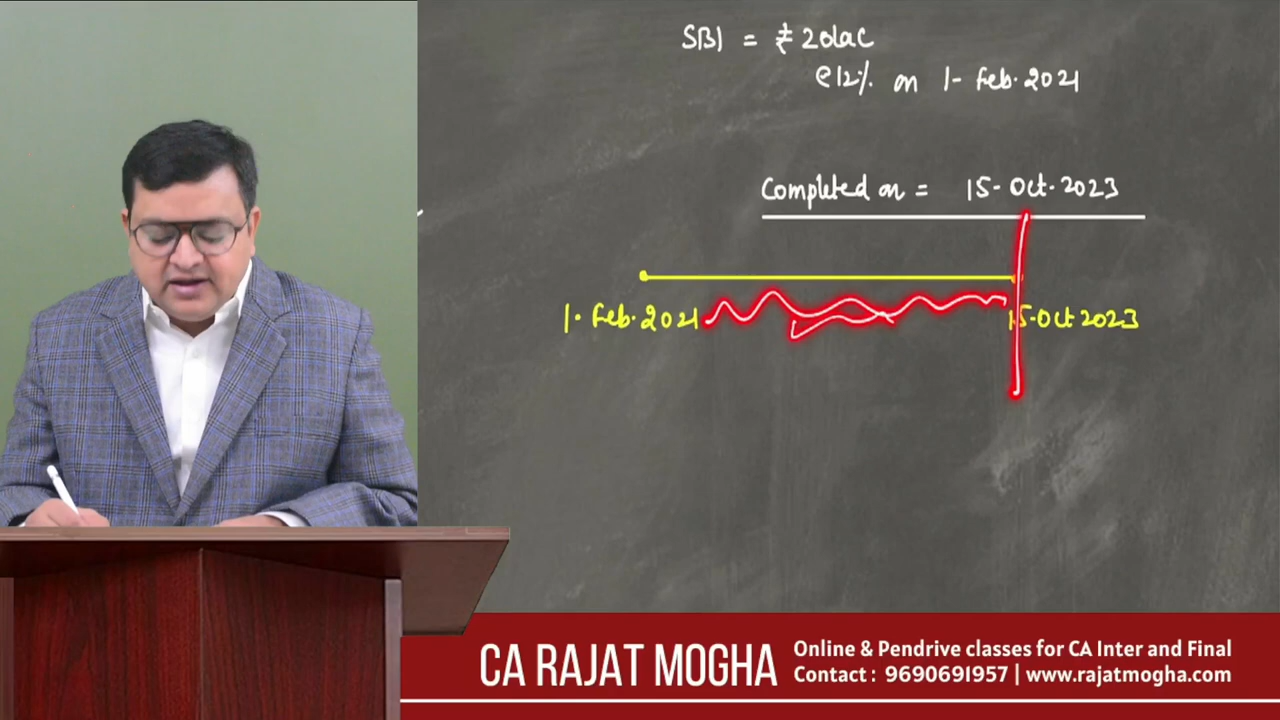 SBI = ₹ 20lac
@12% on 1- Feb. 2021
Completed on = 15- Oct. 2023
1. Feb. 2021
15-Oct 2023
CA RAJAT MOGHA
Online & Pendrive classes for CA Inter and Final
Contact : 9690691957 | www.rajatmogha.com